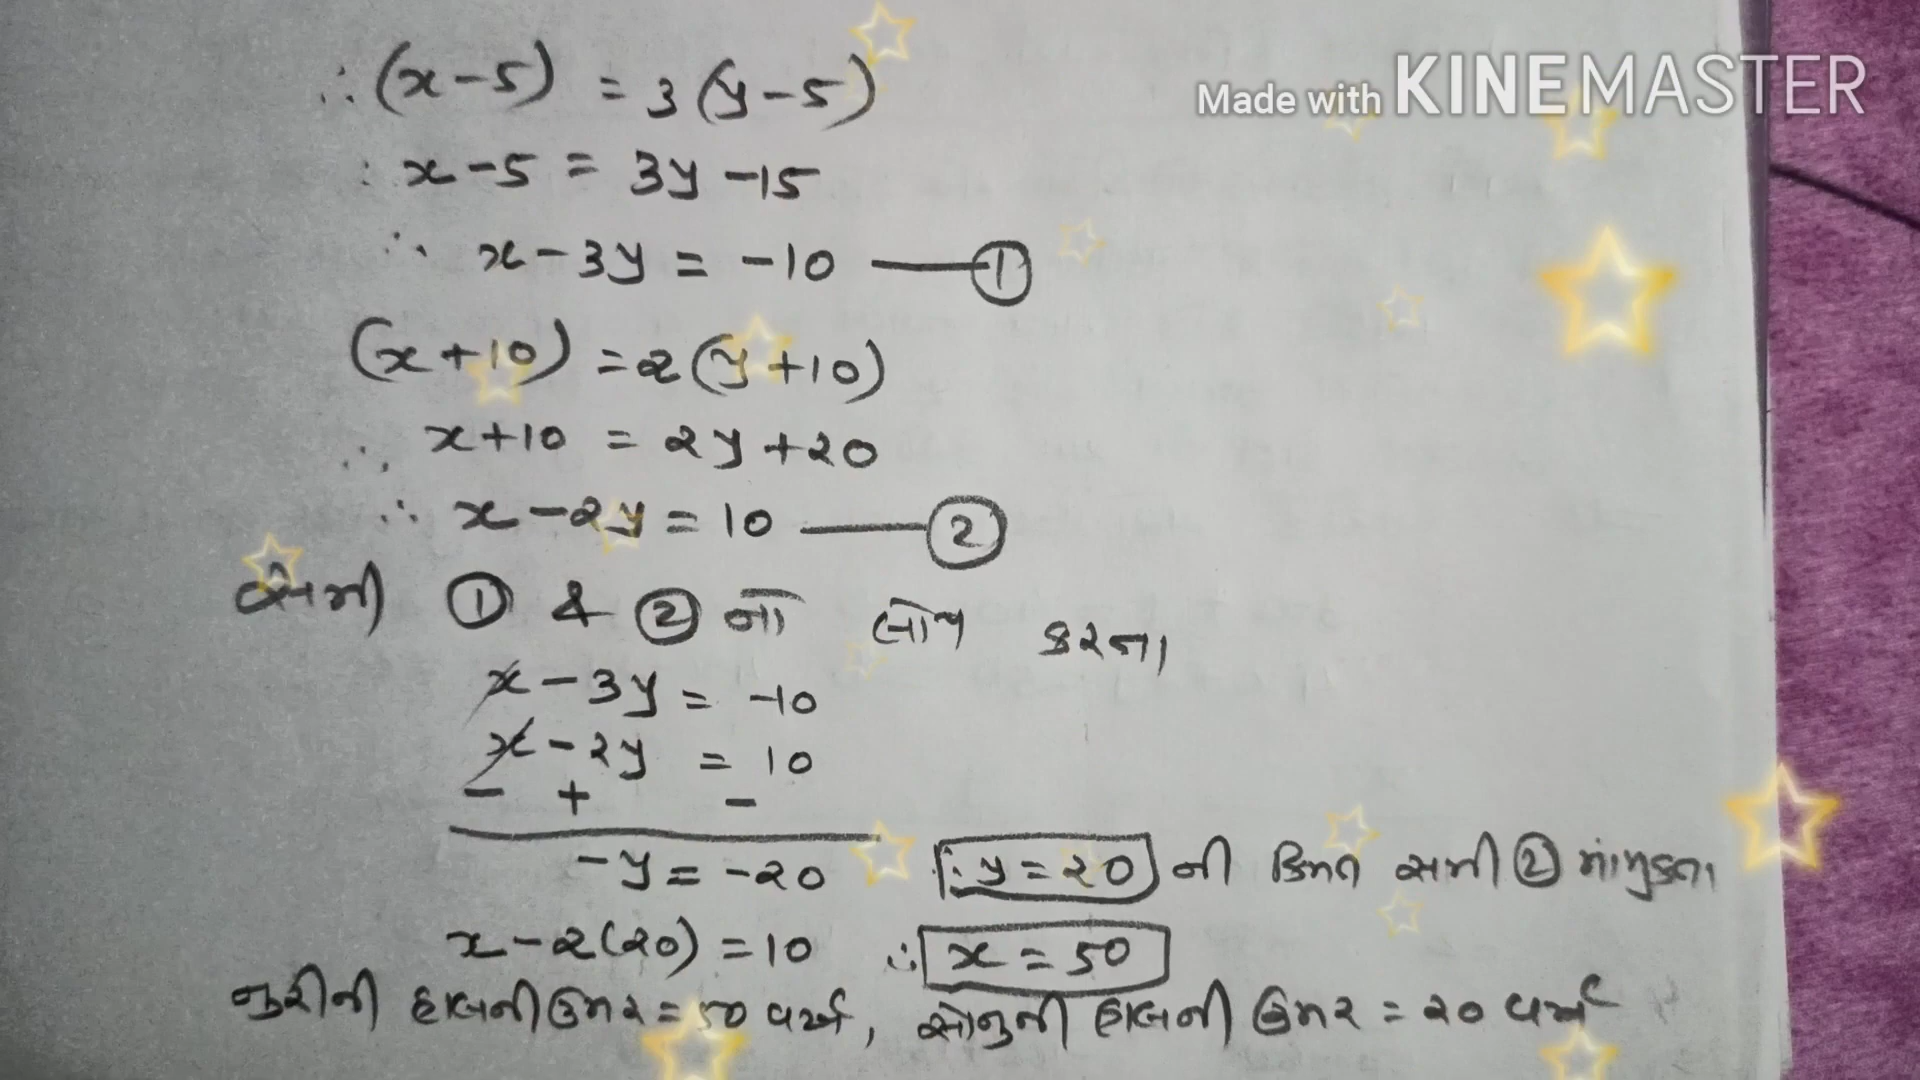 ∴ (x-5) = 3(y-5)
Made with KINEMASTER
: x-5 = 3y-15
∴ x-3y = -10 —— ①
(x+10) = 2(y+10)
∴ x+10 = 2y+20
∴ x-2y = 10 —— ②
સમી ① & ② નો લોપ કરતા
x-3y = -10
x-2y = 10
- + -
-y = -20 ∴ y = 20 ની કિંમત સમી ② માં મુકતા
x-2(20) = 10 ∴ x = 50
નુરીની હાલની ઉંમર = 50 વર્ષ, સોનુની હાલની ઉંમર = 20 વર્ષ